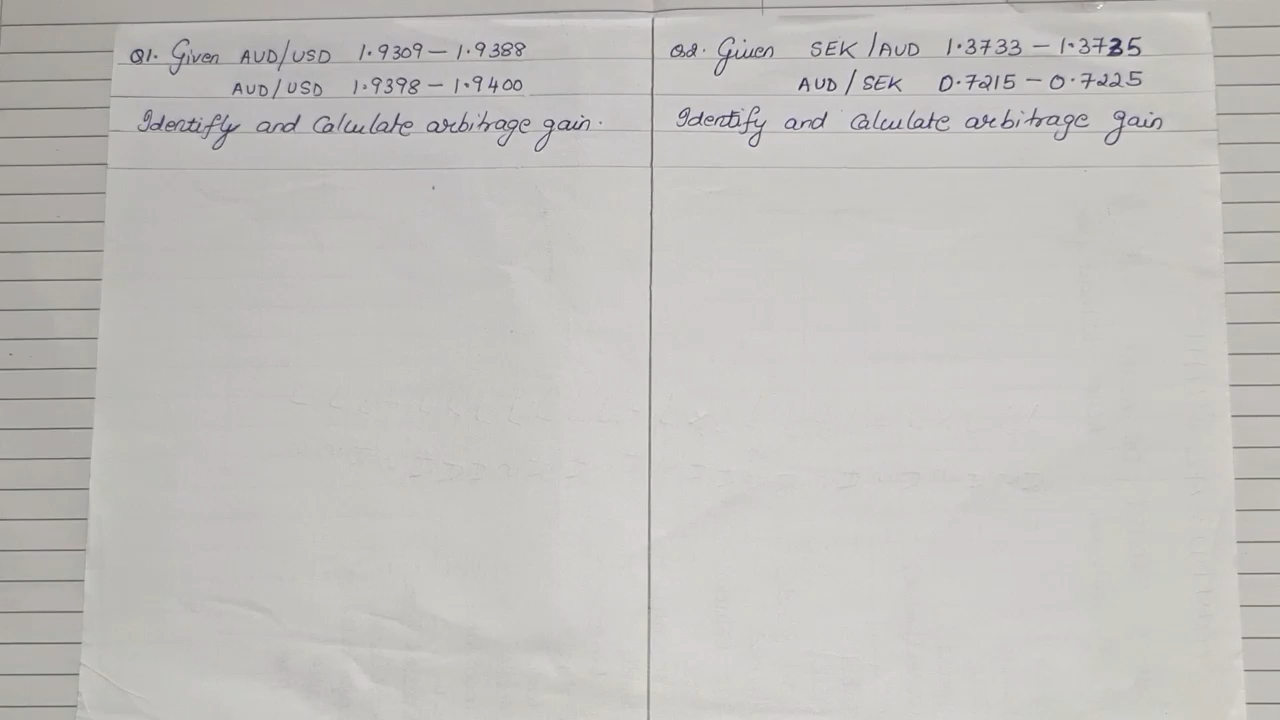 Q1. Given AUD/USD 1.9309 - 1.9388
AUD/USD 1.9398 - 1.9400
Identifly and Calculate arbitrage gain.
Q2. Given SEK/AUD 1.3733 - 1.3735
AUD/SEK 0.7215 - 0.7225
Identify and calculate arbitrage gain